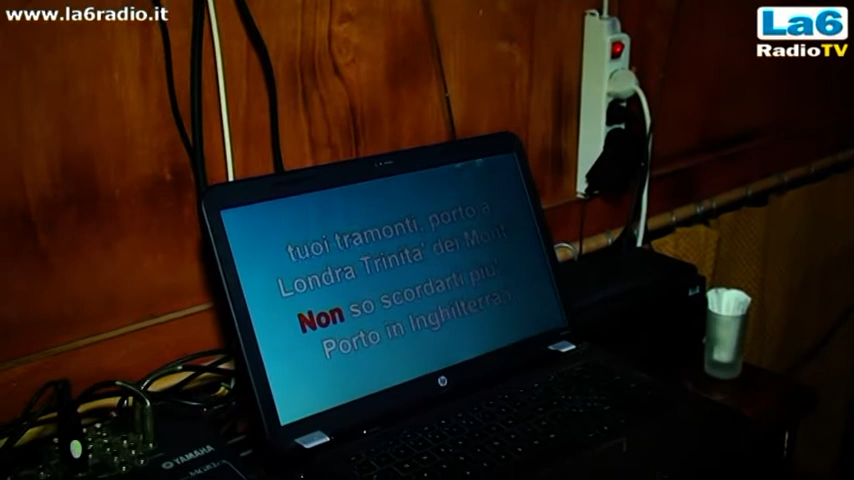 www.la6radio.it
La6
RadioTV
tuoi tramonti, porto a
Londra Trinita' dei Mont
Non so scordarti piu'
Porto in Inghilterra
hp
YAMAHA